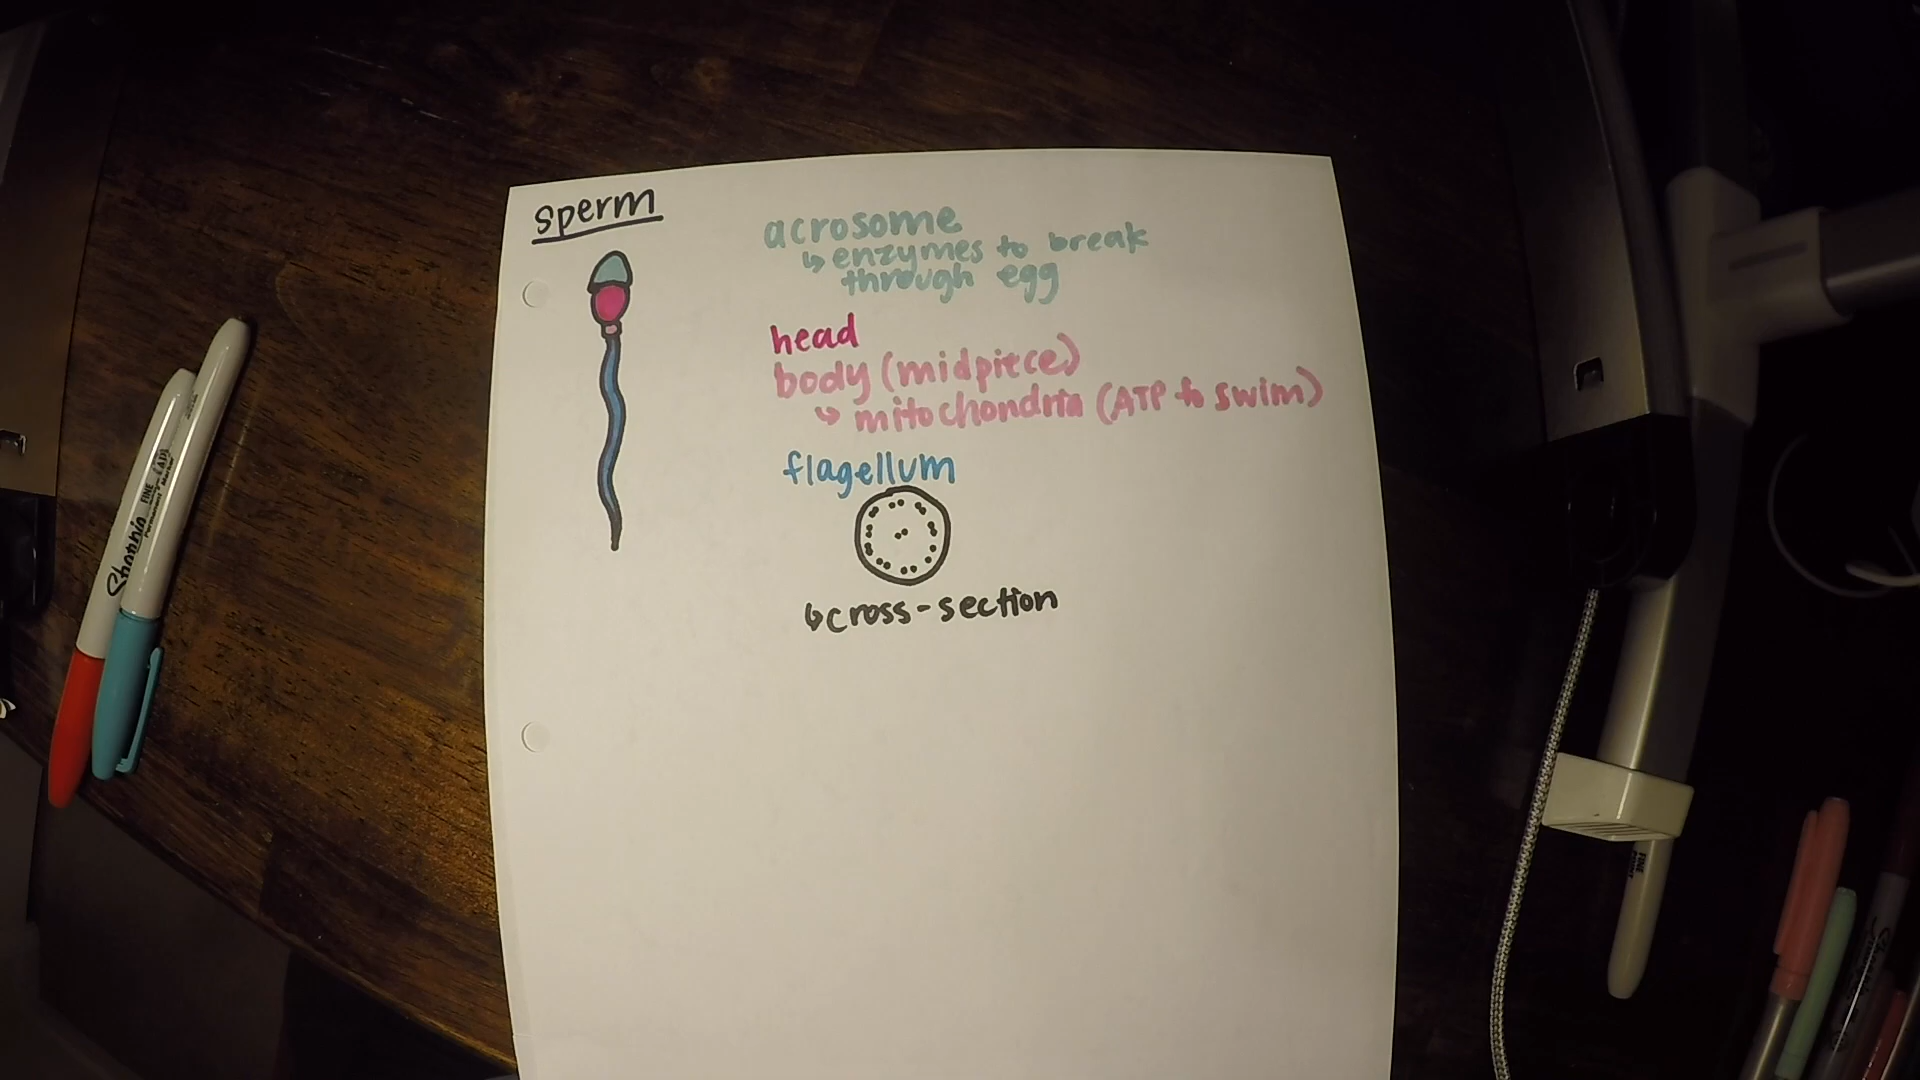 sperm
acrosome
↳ enzymes to break
through egg
head
body (midpiece)
↳ mitochondria (ATP to swim)
flagellum
↳ cross-section
Sharpie
FINE